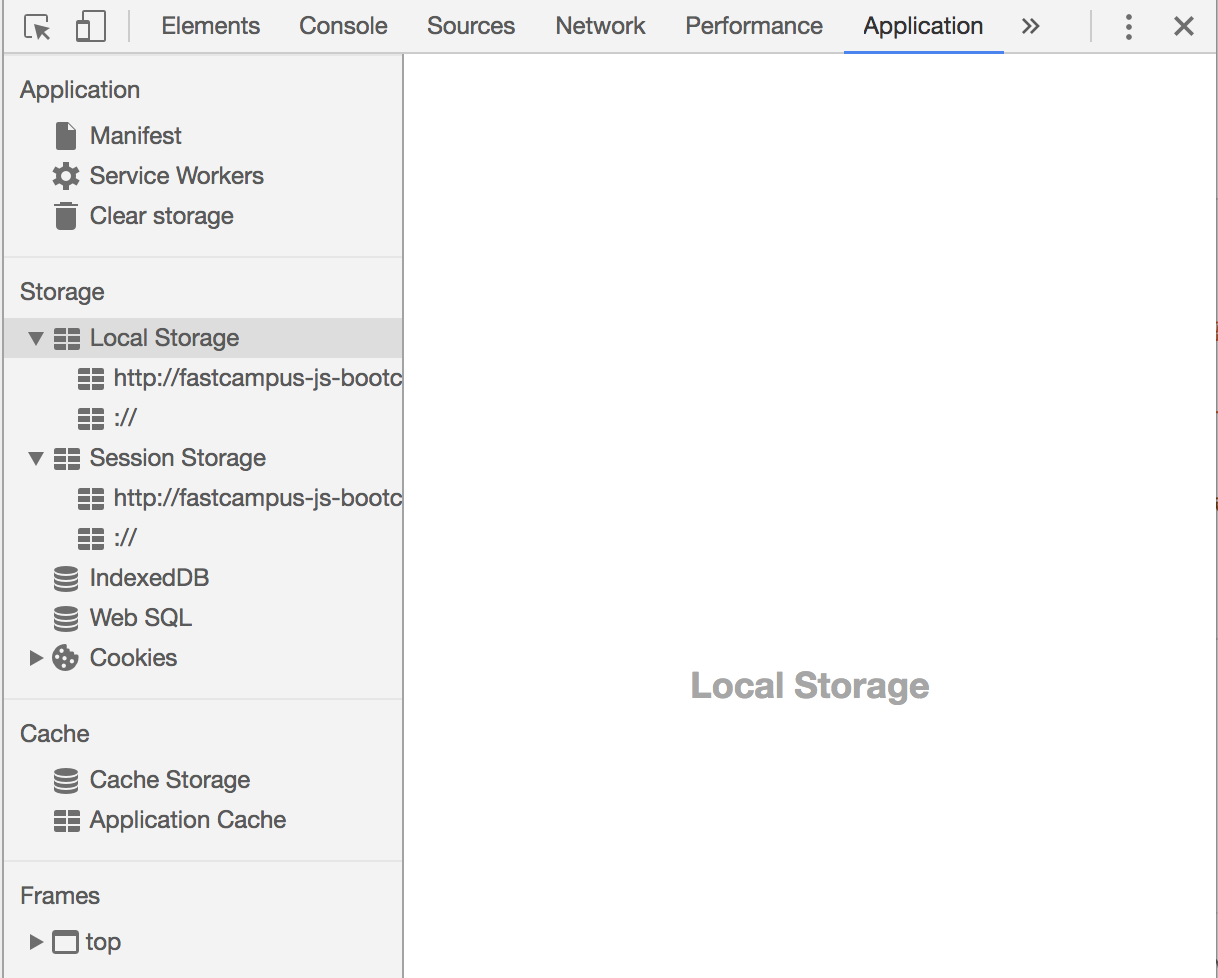 Elements Console Sources Network Performance Application
Application
Manifest
Service Workers
Clear storage
Storage
Local Storage
http://fastcampus-js-bootc
://
Session Storage
http://fastcampus-js-bootc
://
IndexedDB
Web SQL
Cookies
Local Storage
Cache
Cache Storage
Application Cache
Frames
top